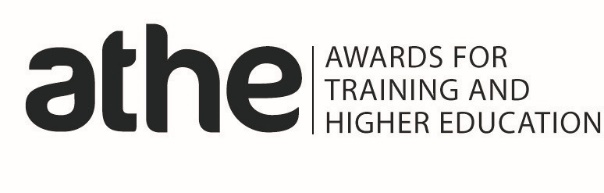 athe
AWARDS FOR
TRAINING AND
HIGHER EDUCATION